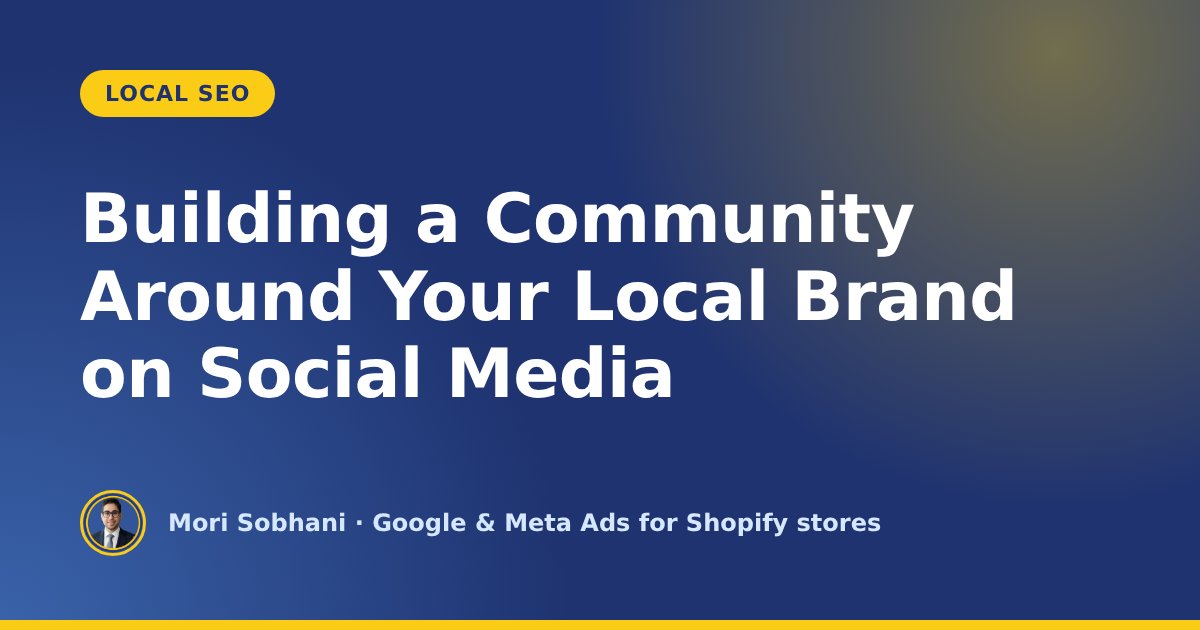 LOCAL SEO
Building a Community
Around Your Local Brand
on Social Media
Mori Sobhani · Google & Meta Ads for Shopify stores